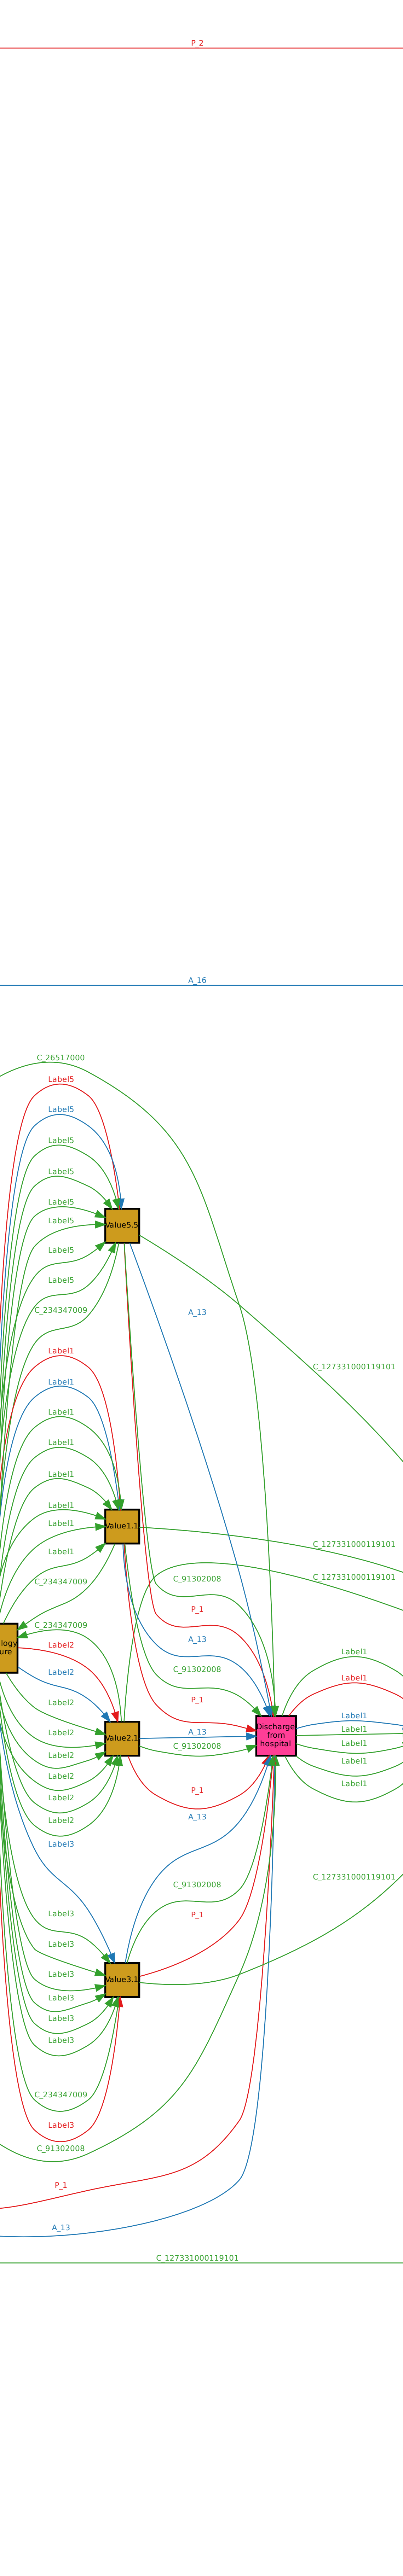 P_2
A_16
C_26517000
Label5
Label5
Label5
Label5
Label5
Label5
Value5.5
Label5
Label5
C_234347009
A_13
Label1
C_127331000119101
Label1
Label1
Label1
Label1
Label1
Label1
Value1.1
C_127331000119101
Label1
C_91302008
C_127331000119101
C_234347009
P_1
C_234347009
A_13
logy
ure
Label2
Label1
C_91302008
Label2
Label1
P_1
Label2
Label1
Discharge
from
hospital
Label1
A_13
Value2.1
Label2
Label1
C_91302008
Label2
Label1
Label2
Label1
P_1
Label2
A_13
Label2
Label3
C_127331000119101
C_91302008
Label3
P_1
Label3
Label3
Value3.1
Label3
Label3
Label3
C_234347009
Label3
C_91302008
P_1
A_13
C_127331000119101